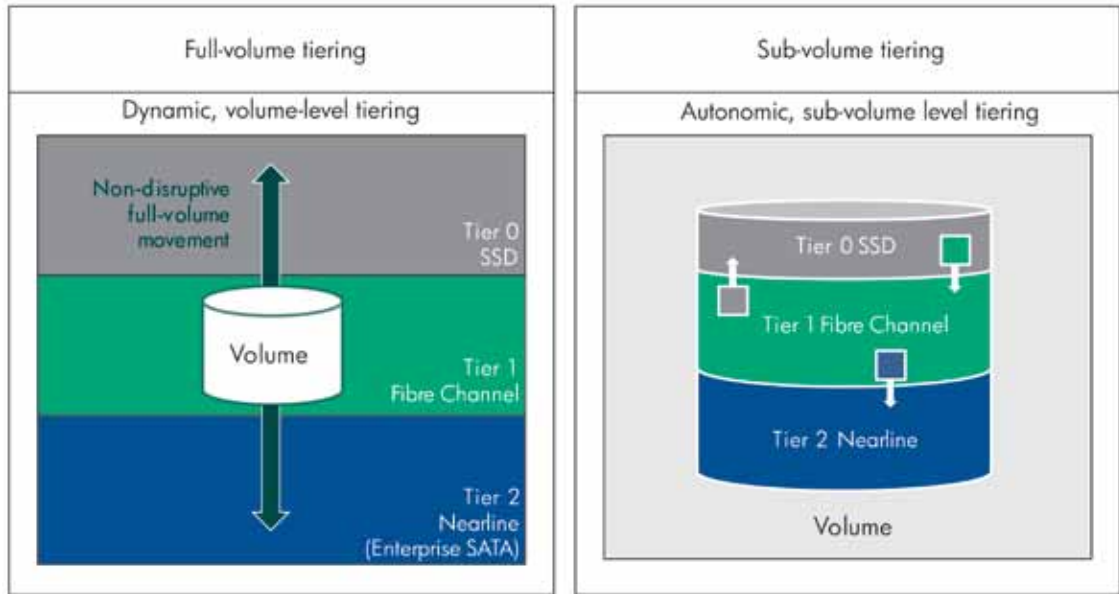 Full-volume tiering
Dynamic, volume-level tiering
Non-disruptive
full-volume
movement
Tier 0
SSD
Volume
Tier 1
Fibre Channel
Tier 2
Nearline
(Enterprise SATA)
Sub-volume tiering
Autonomic, sub-volume level tiering
Tier 0 SSD
Tier 1 Fibre Channel
Tier 2 Nearline
Volume